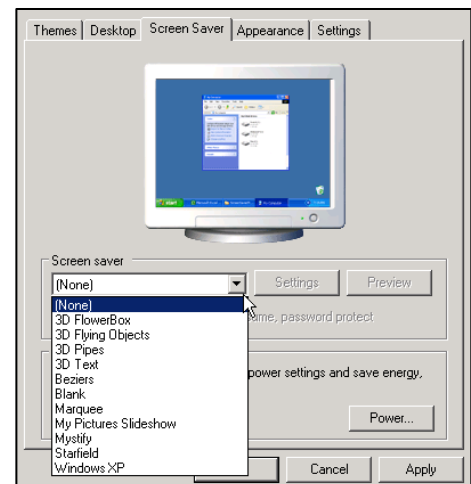 Themes Desktop Screen Saver Appearance Settings
Screen saver
(None) Settings Preview
(None)
3D FlowerBox
3D Flying Objects
3D Pipes
3D Text
Beziers
Blank
Marquee
My Pictures Slideshow
Mystify
Starfield
Windows XP
password protect
power settings and save energy,
Power...
Cancel Apply